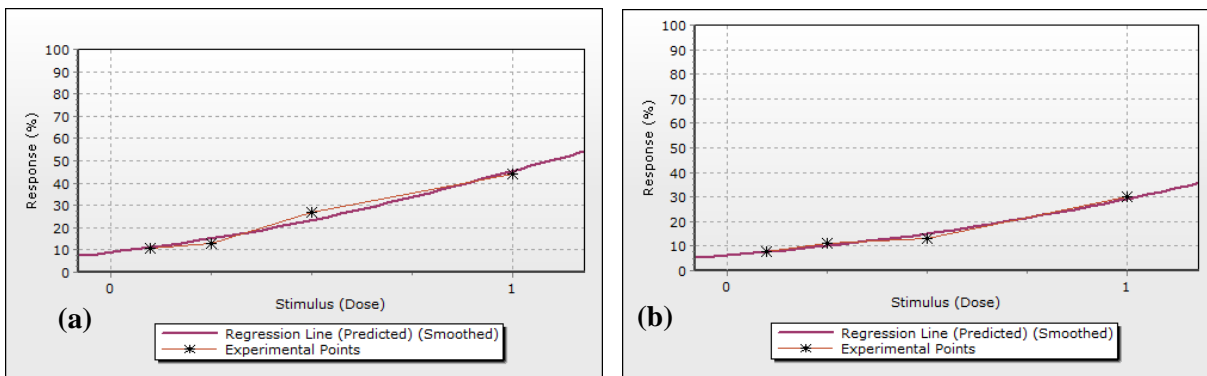 100
90
80
70
60
50
40
30
20
10
0
Response (%)
0 1
Stimulus (Dose)
(a)
Regression Line (Predicted) (Smoothed)
Experimental Points
100
90
80
70
60
50
40
30
20
10
0
Response (%)
0 1
Stimulus (Dose)
(b)
Regression Line (Predicted) (Smoothed)
Experimental Points